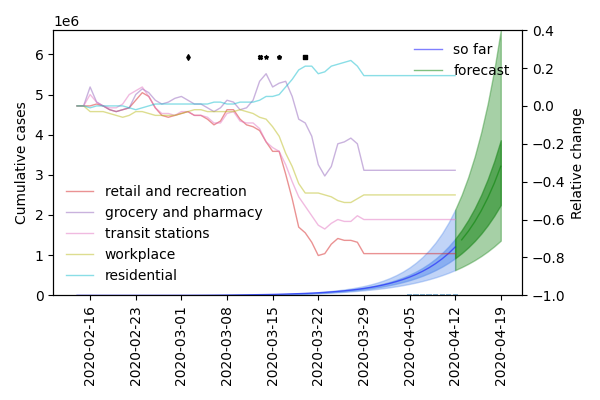 1e6
6
5
4
3
2
1
0
Cumulative cases
0.4
0.2
0.0
−0.2
−0.4
−0.6
−0.8
−1.0
Relative change
so far
forecast
retail and recreation
grocery and pharmacy
transit stations
workplace
residential
2020-02-16
2020-02-23
2020-03-01
2020-03-08
2020-03-15
2020-03-22
2020-03-29
2020-04-05
2020-04-12
2020-04-19